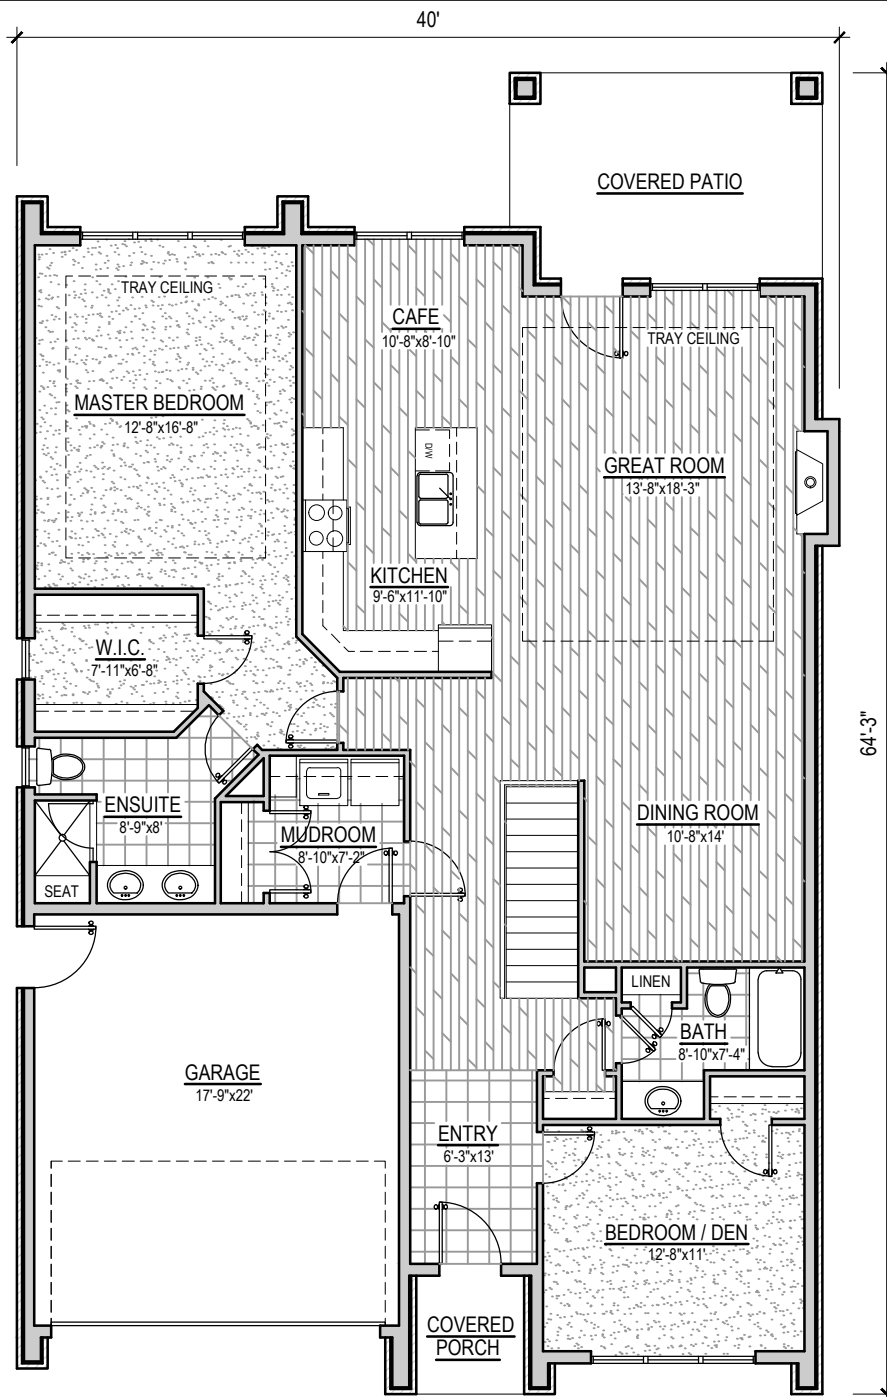 40'
COVERED PATIO
TRAY CEILING
CAFE
10'-8"x8'-10"
TRAY CEILING
MASTER BEDROOM
12'-8"x16'-8"
D/W
GREAT ROOM
13'-8"x18'-3"
KITCHEN
9'-6"x11'-10"
W.I.C.
7'-11"x6'-8"
64'-3"
ENSUITE
8'-9"x8'
MUDROOM
8'-10"x7'-2"
DINING ROOM
10'-8"x14'
SEAT
LINEN
BATH
8'-10"x7'-4"
GARAGE
17'-9"x22'
ENTRY
6'-3"x13'
BEDROOM / DEN
12'-8"x11'
COVERED
PORCH